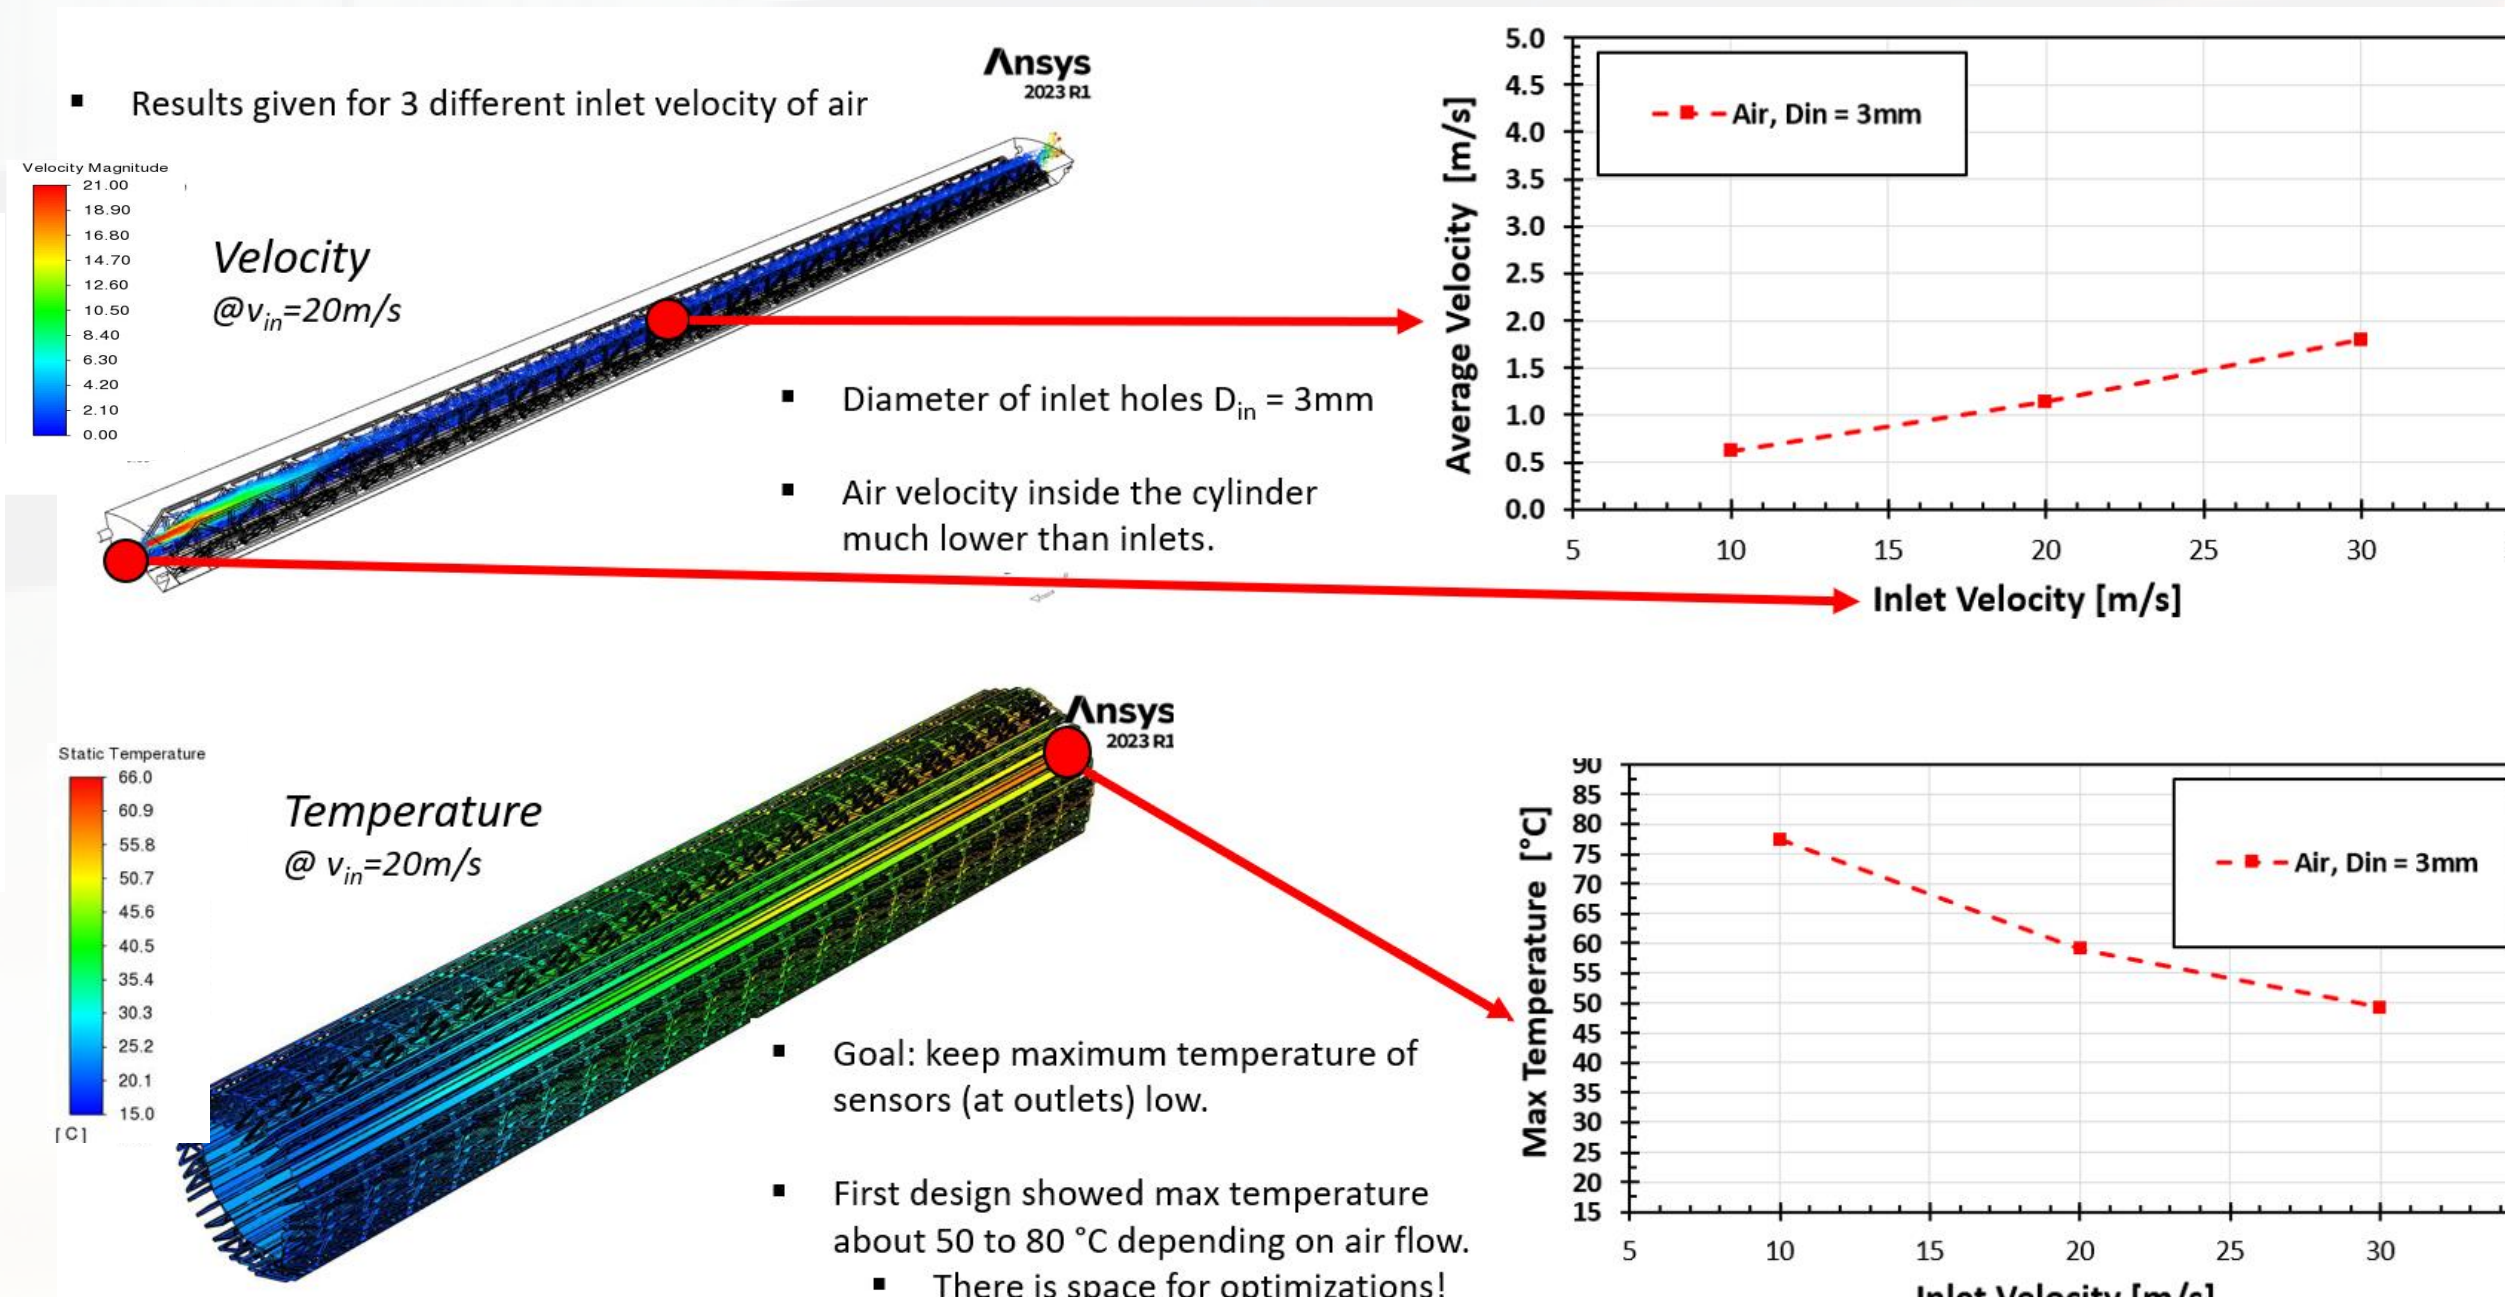 ▪ Results given for 3 different inlet velocity of air
Ansys
2023 R1
Velocity Magnitude
21.00
18.90
16.80
14.70
12.60
10.50
8.40
6.30
4.20
2.10
0.00
Velocity
@vin=20m/s
▪ Diameter of inlet holes Din = 3mm
▪ Air velocity inside the cylinder
much lower than inlets.
Average Velocity [m/s]
5.0
4.5
4.0
3.5
3.0
2.5
2.0
1.5
1.0
0.5
0.0
Air, Din = 3mm
5 10 15 20 25 30
Inlet Velocity [m/s]
Ansys
2023 R1
Static Temperature
66.0
60.9
55.8
50.7
45.6
40.5
35.4
30.3
25.2
20.1
15.0
[C]
Temperature
@ vin=20m/s
▪ Goal: keep maximum temperature of
sensors (at outlets) low.
▪ First design showed max temperature
about 50 to 80 °C depending on air flow.
▪ There is space for optimizations!
Max Temperature [°C]
90
85
80
75
70
65
60
55
50
45
40
35
30
25
20
15
Air, Din = 3mm
5 10 15 20 25 30
Inlet Velocity [m/s]